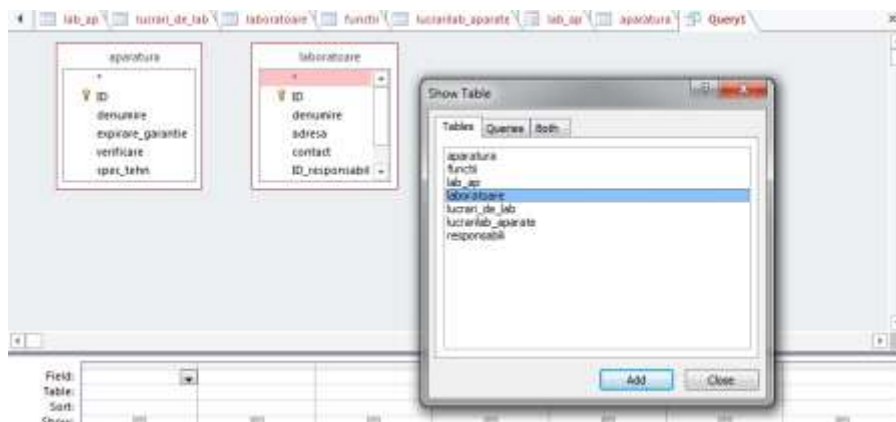 lab_ap lucrari_de_lab laboratoare functii lucrarilab_aparate lab_ap aparatura Query1
aparatura
*
ID
denumire
expirare_garantie
verificare
spec_tehn
laboratoare
*
ID
denumire
adresa
contact
ID_responsabil
Show Table
Tables Queries Both
aparatura
functii
lab_ap
laboratoare
lucrari_de_lab
lucrarilab_aparate
responsabili
Add Close
Field:
Table:
Sort:
Show: